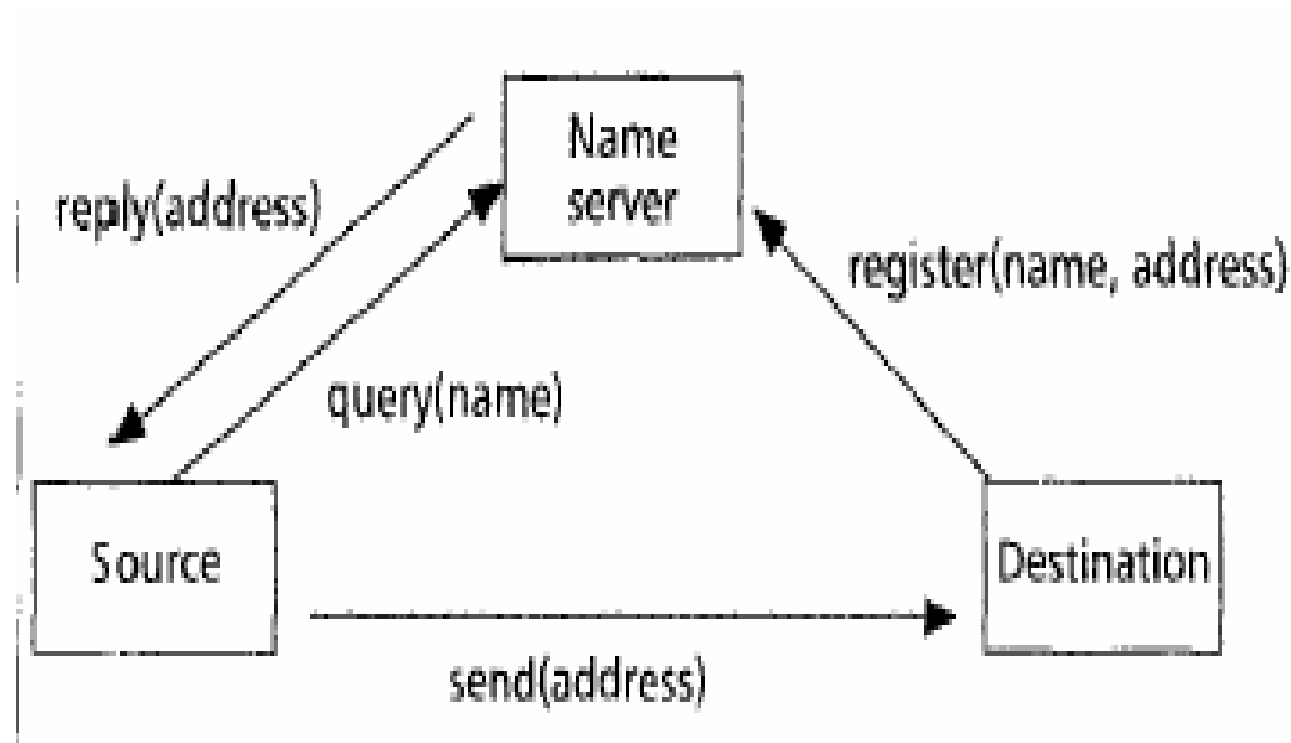 Name
server
reply(address)
register(name, address)
query(name)
Source
Destination
send(address)